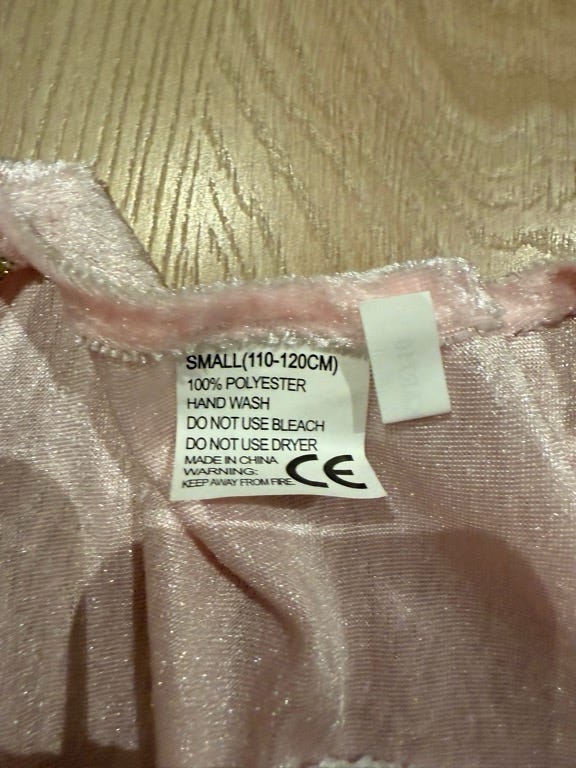 SMALL(110-120CM)
100% POLYESTER
HAND WASH
DO NOT USE BLEACH
DO NOT USE DRYER
MADE IN CHINA
WARNING:
KEEP AWAY FROM FIRE.
CE